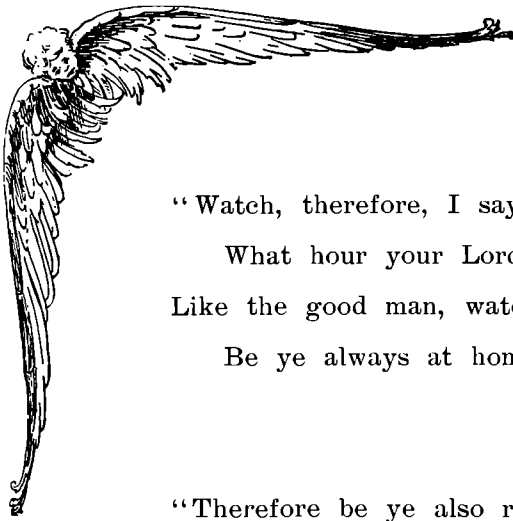 “Watch, therefore, I say
What hour your Lord
Like the good man, watc
Be ye always at hom
“Therefore be ye also r